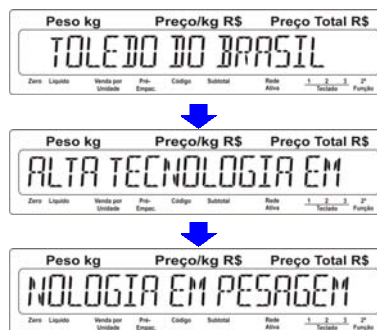 Peso kg Preço/kg R$ Preço Total R$
TOLEDO DO BRASIL
Zero Líquido Venda por Unidade Pré-Empac. Código Subtotal Rede Ativa 1 2 3 Teclado 2ª Função
Peso kg Preço/kg R$ Preço Total R$
ALTA TECNOLOGIA EM
Zero Líquido Venda por Unidade Pré-Empac. Código Subtotal Rede Ativa 1 2 3 Teclado 2ª Função
Peso kg Preço/kg R$ Preço Total R$
NOLOGIA EM PESAGEM
Zero Líquido Venda por Unidade Pré-Empac. Código Subtotal Rede Ativa 1 2 3 Teclado 2ª Função